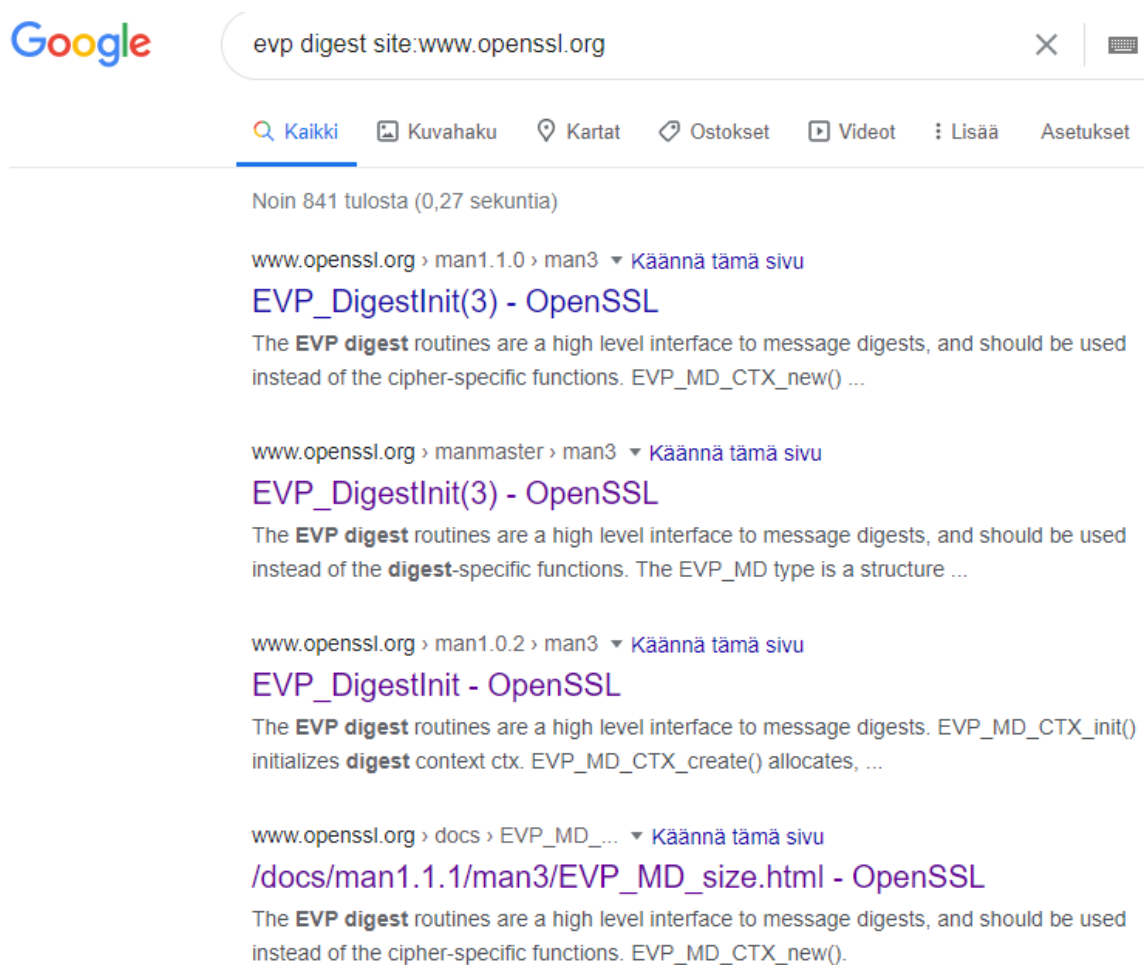 Google
evp digest site:www.openssl.org
Kaikki Kuvahaku Kartat Ostokset Videot Lisää Asetukset
Noin 841 tulosta (0,27 sekuntia)
www.openssl.org › man1.1.0 › man3 Käännä tämä sivu
EVP_DigestInit(3) - OpenSSL
The EVP digest routines are a high level interface to message digests, and should be used
instead of the cipher-specific functions. EVP_MD_CTX_new() ...
www.openssl.org › manmaster › man3 Käännä tämä sivu
EVP_DigestInit(3) - OpenSSL
The EVP digest routines are a high level interface to message digests, and should be used
instead of the digest-specific functions. The EVP_MD type is a structure ...
www.openssl.org › man1.0.2 › man3 Käännä tämä sivu
EVP_DigestInit - OpenSSL
The EVP digest routines are a high level interface to message digests. EVP_MD_CTX_init()
initializes digest context ctx. EVP_MD_CTX_create() allocates, ...
www.openssl.org › docs › EVP_MD_... Käännä tämä sivu
/docs/man1.1.1/man3/EVP_MD_size.html - OpenSSL
The EVP digest routines are a high level interface to message digests, and should be used
instead of the cipher-specific functions. EVP_MD_CTX_new().